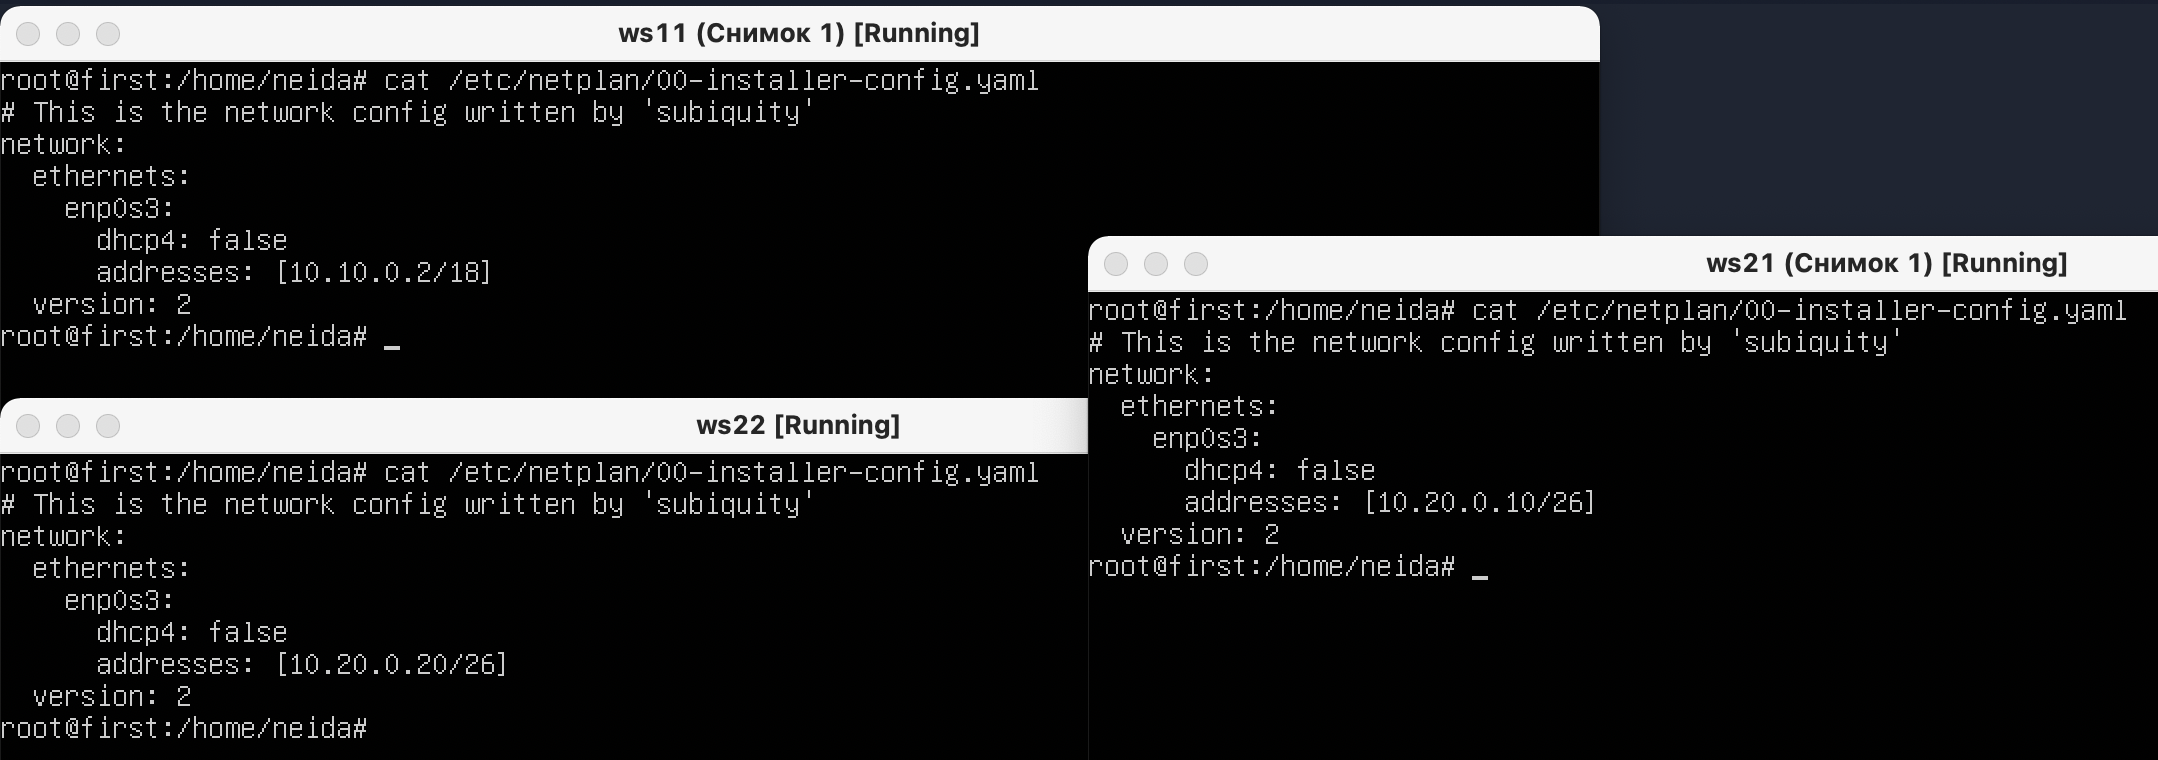 ws11 (Снимок 1) [Running]
root@first:/home/neida# cat /etc/netplan/00-installer-config.yaml
# This is the network config written by 'subiquity'
network:
  ethernets:
    enp0s3:
      dhcp4: false
      addresses: [10.10.0.2/18]
  version: 2
root@first:/home/neida# _
ws22 [Running]
root@first:/home/neida# cat /etc/netplan/00-installer-config.yaml
# This is the network config written by 'subiquity'
network:
  ethernets:
    enp0s3:
      dhcp4: false
      addresses: [10.20.0.20/26]
  version: 2
root@first:/home/neida#
ws21 (Снимок 1) [Running]
root@first:/home/neida# cat /etc/netplan/00-installer-config.yaml
# This is the network config written by 'subiquity'
network:
  ethernets:
    enp0s3:
      dhcp4: false
      addresses: [10.20.0.10/26]
  version: 2
root@first:/home/neida# _